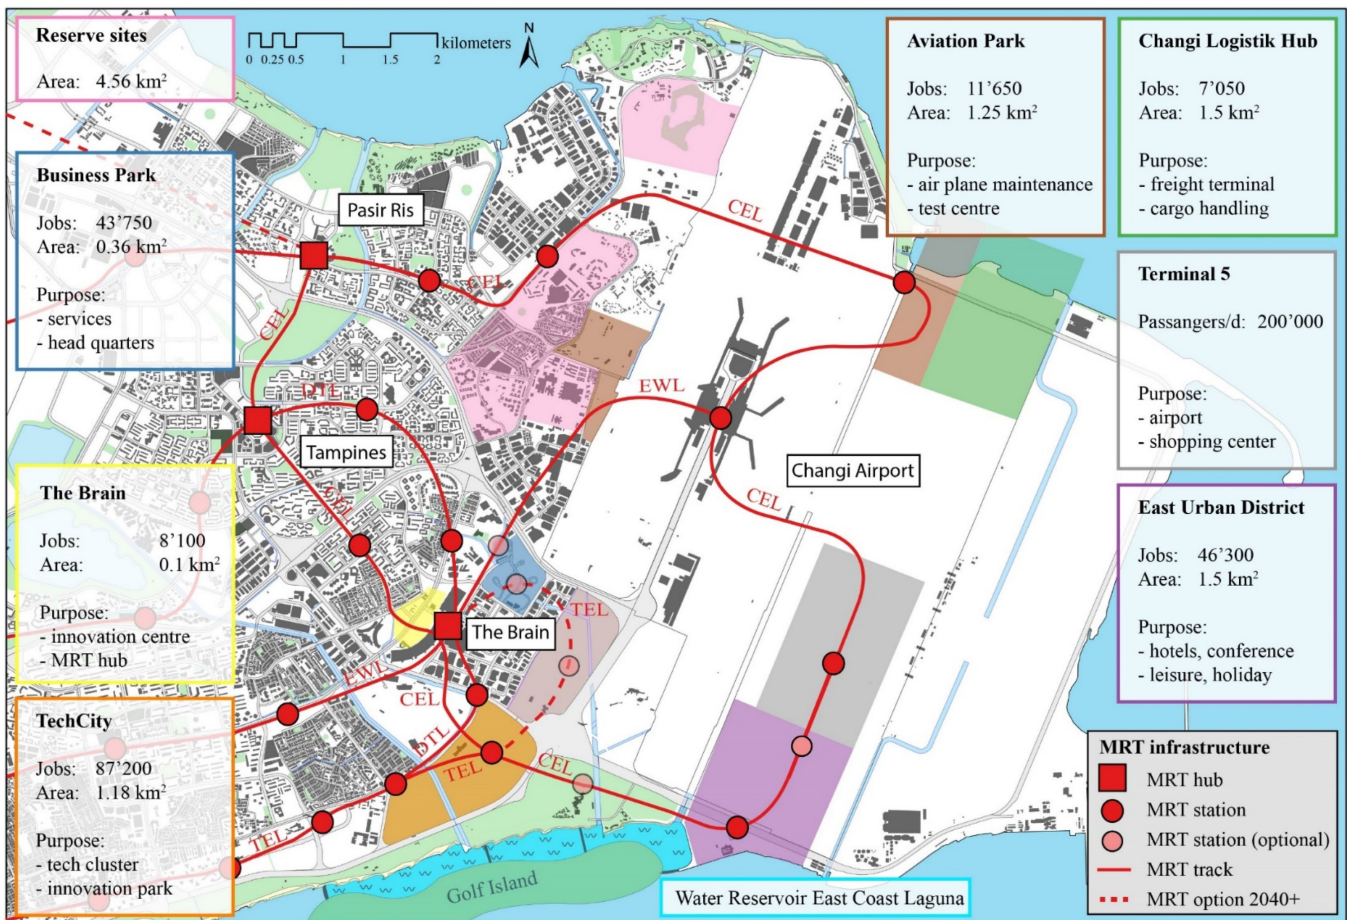 Reserve sites
Area: 4.56 km²
Business Park
Jobs: 43'750
Area: 0.36 km²
Purpose:
- services
- head quarters
The Brain
Jobs: 8'100
Area: 0.1 km²
Purpose:
- innovation centre
- MRT hub
TechCity
Jobs: 87'200
Area: 1.18 km²
Purpose:
- tech cluster
- innovation park
0 0.25 0.5 1 1.5 2
kilometers
N
Aviation Park
Jobs: 11'650
Area: 1.25 km²
Purpose:
- air plane maintenance
- test centre
Changi Logistik Hub
Jobs: 7'050
Area: 1.5 km²
Purpose:
- freight terminal
- cargo handling
Terminal 5
Passangers/d: 200'000
Purpose:
- airport
- shopping center
East Urban District
Jobs: 46'300
Area: 1.5 km²
Purpose:
- hotels, conference
- leisure, holiday
MRT infrastructure
MRT hub
MRT station
MRT station (optional)
MRT track
MRT option 2040+
Pasir Ris
CEL
CEL
CEL
DTL
EWL
Tampines
Changi Airport
CEL
CEL
The Brain
TEL
EWL
CEL
DTL
TEL
CEL
TEL
Golf Island
Water Reservoir East Coast Laguna